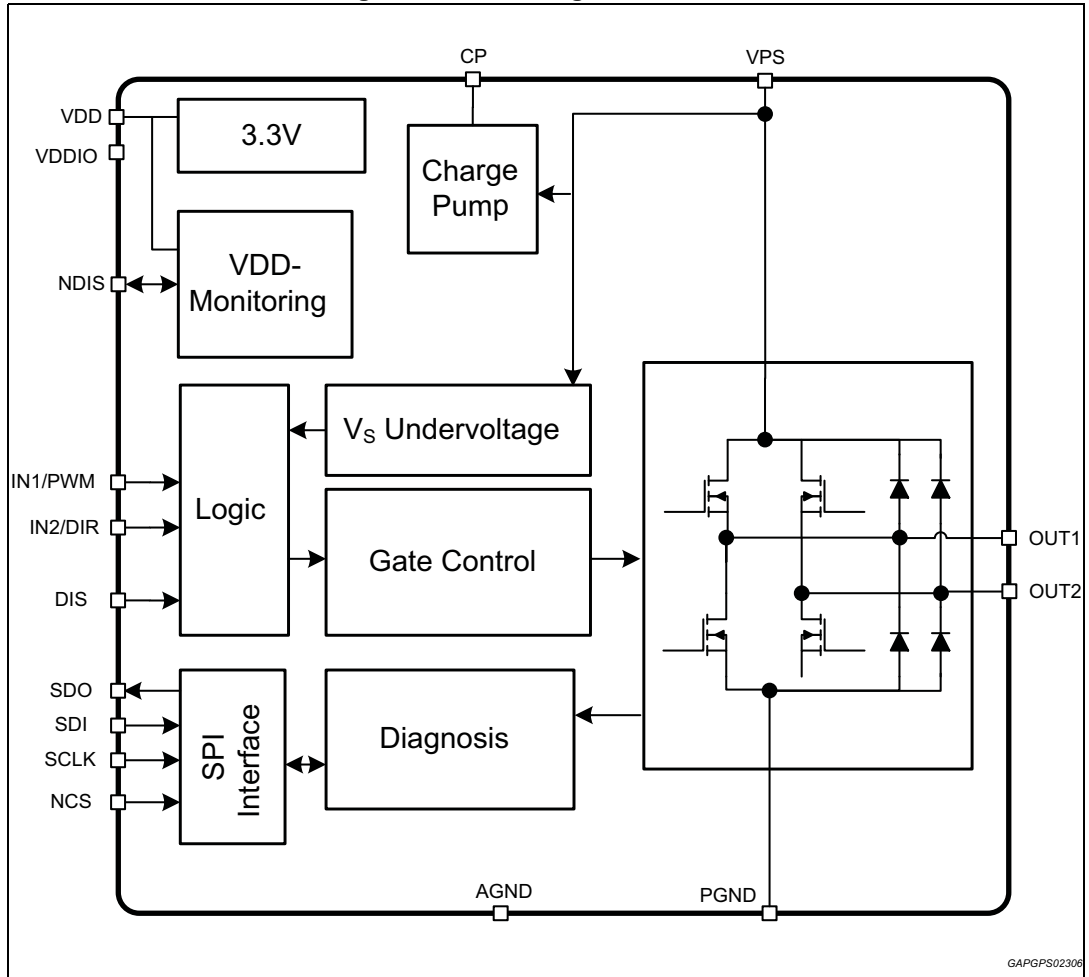 CP
VPS
VDD
VDDIO
3.3V
Charge
Pump
NDIS
VDD-
Monitoring
VS Undervoltage
IN1/PWM
IN2/DIR
DIS
Logic
Gate Control
OUT1
OUT2
SDO
SDI
SCLK
NCS
SPI
Interface
Diagnosis
AGND
PGND
GAPGPS02306